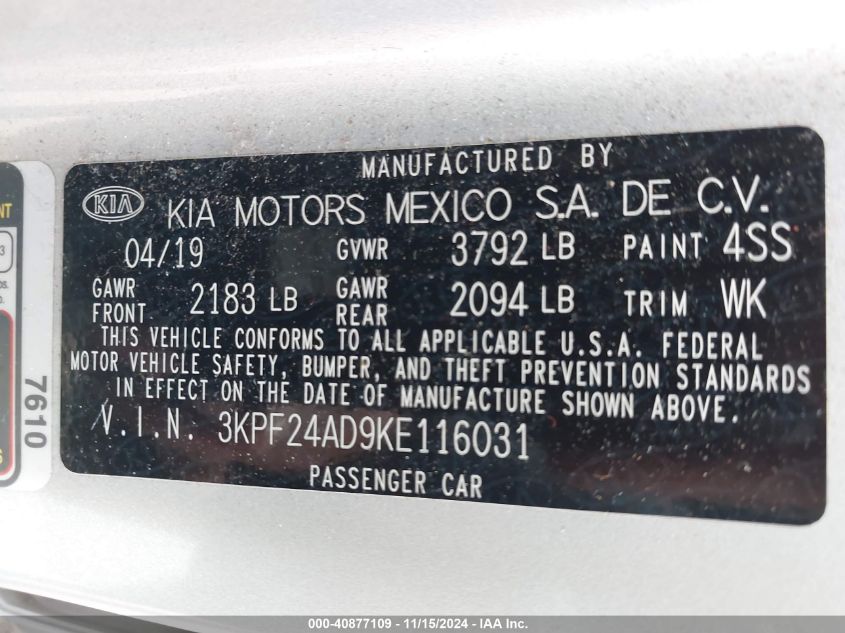 MANUFACTURED BY
KIA KIA MOTORS MEXICO S.A. DE C.V.
04/19 GVWR 3792 LB PAINT 4SS
GAWR FRONT 2183 LB GAWR REAR 2094 LB TRIM WK
THIS VEHICLE CONFORMS TO ALL APPLICABLE U.S.A. FEDERAL
MOTOR VEHICLE SAFETY, BUMPER, AND THEFT PREVENTION STANDARDS
IN EFFECT ON THE DATE OF MANUFACTURE SHOWN ABOVE.
V.I.N. 3KPF24AD9KE116031
PASSENGER CAR
7610
000-40877109 - 11/15/2024 - IAA Inc.